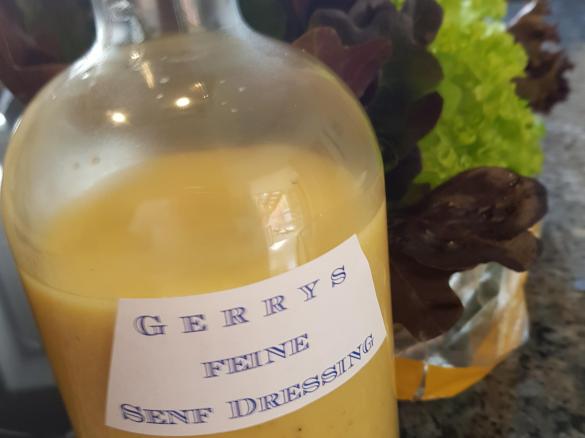 GERRYS
FEINE
SENF DRESSING